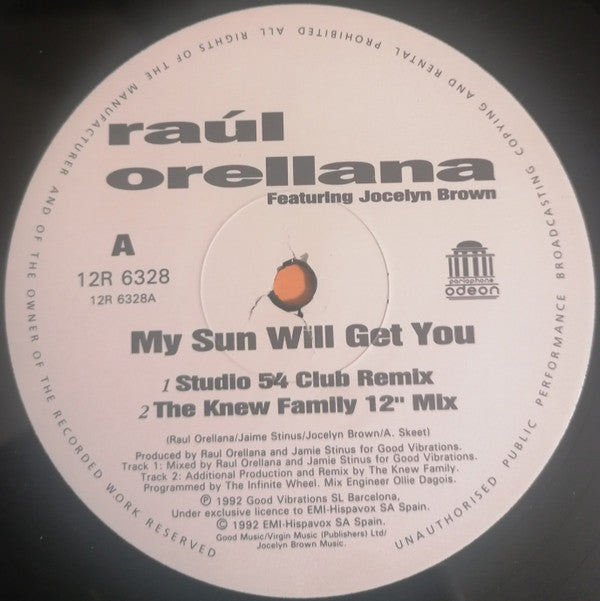 raúl
orellana
Featuring Jocelyn Brown
A
12R 6328
12R 6328A
parlophone
odeon
My Sun Will Get You
1 Studio 54 Club Remix
2 The Knew Family 12" Mix
(Raul Orellana/Jaime Stinus/Jocelyn Brown/A. Skeet)
Produced by Raul Orellana and Jamie Stinus for Good Vibrations.
Track 1: Mixed by Raul Orellana and Jamie Stinus for Good Vibrations.
Track 2: Additional Production and Remix by The Knew Family.
Programmed by The Infinite Wheel. Mix Engineer Ollie Dagois.
℗ 1992 Good Vibrations SL Barcelona.
Under exclusive licence to EMI-Hispavox SA Spain.
© 1992 EMI-Hispavox SA Spain.
Good Music/Virgin Music (Publishers) Ltd/
Jocelyn Brown Music.
ALL RIGHTS OF THE MANUFACTURER AND OF THE OWNER OF THE RECORDED WORK RESERVED
UNAUTHORISED PUBLIC PERFORMANCE BROADCASTING COPYING AND RENTAL PROHIBITED